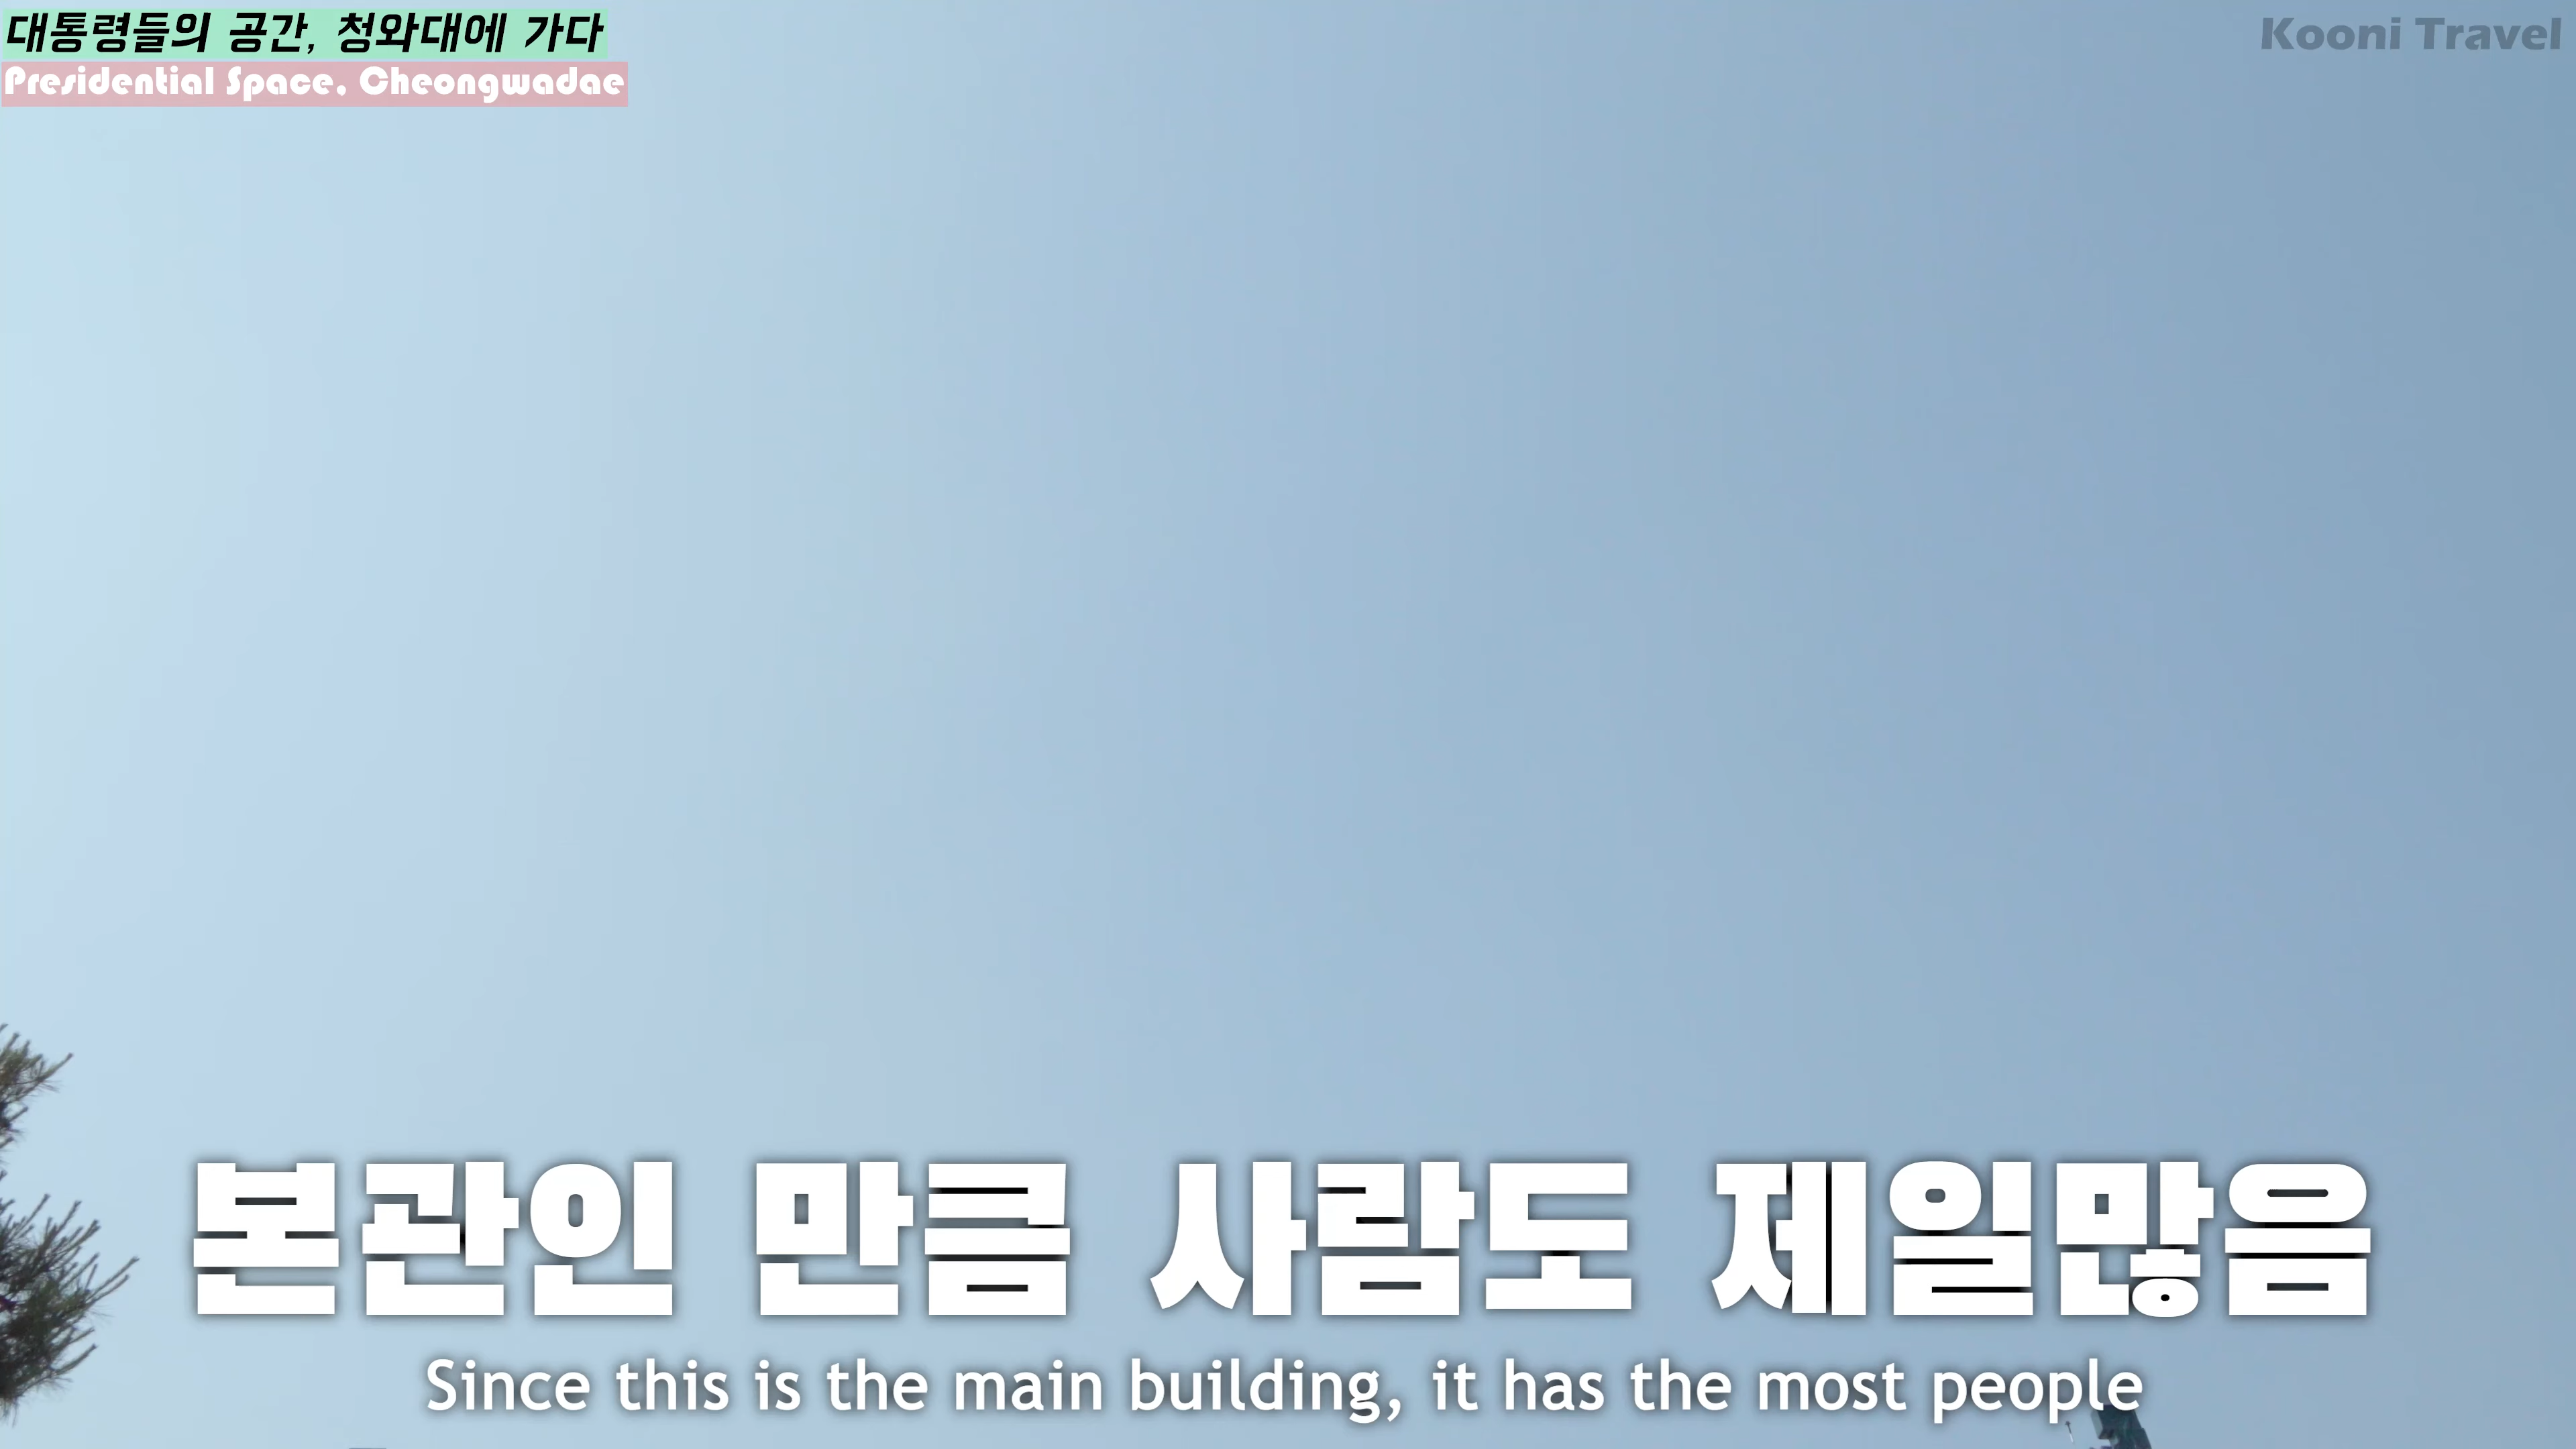 대통령들의 공간, 청와대에 가다
Presidential Space, Cheongwadae
Kooni Travel
본관인 만큼 사람도 제일많음
Since this is the main building, it has the most people